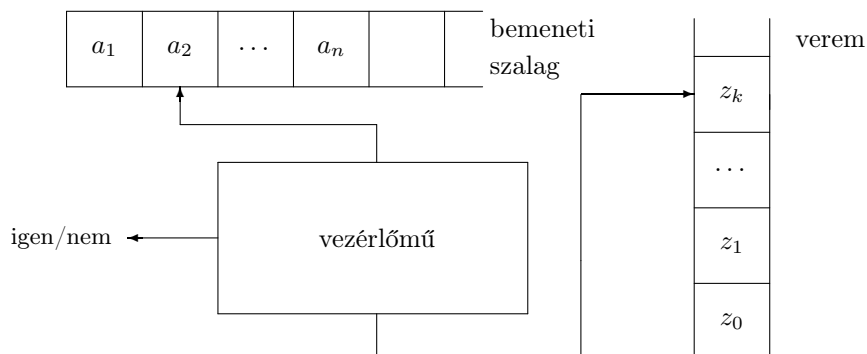 a₁ a₂ ⋯ aₙ
bemeneti
szalag
verem
zₖ
⋯
igen/nem
vezérlőmű
z₁
z₀